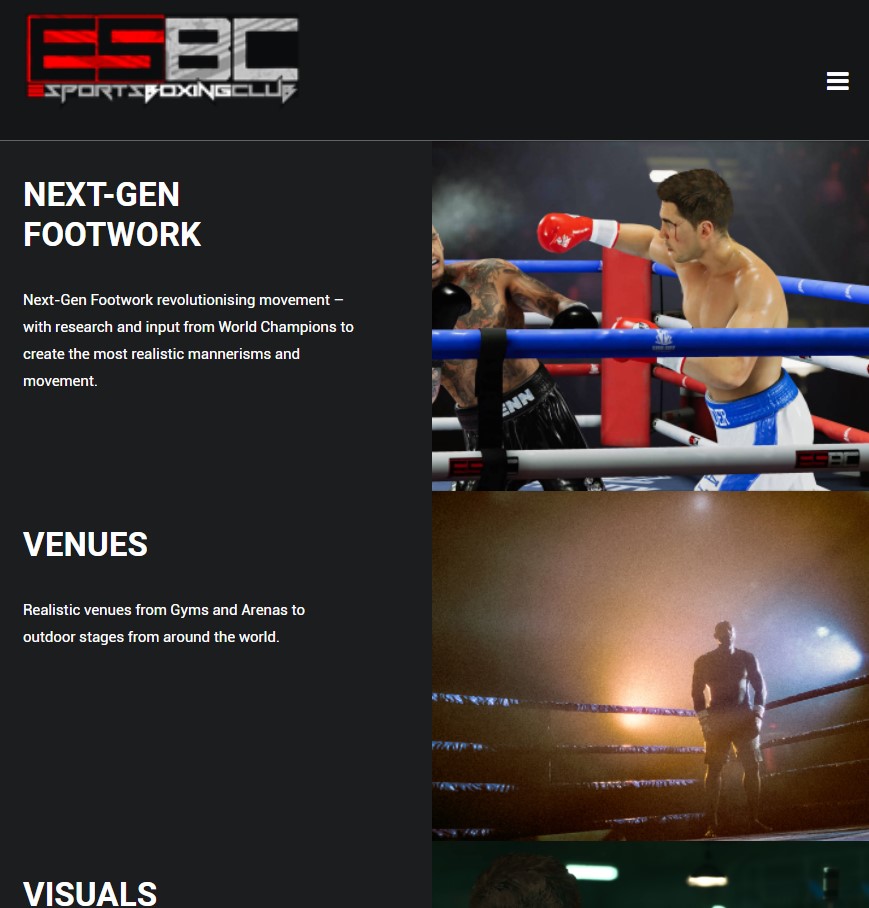 ESBC
ESPORTSBOXINGCLUB
NEXT-GEN
FOOTWORK
Next-Gen Footwork revolutionising movement –
with research and input from World Champions to
create the most realistic mannerisms and
movement.
ENN
ESBC
VENUES
Realistic venues from Gyms and Arenas to
outdoor stages from around the world.
VISUALS